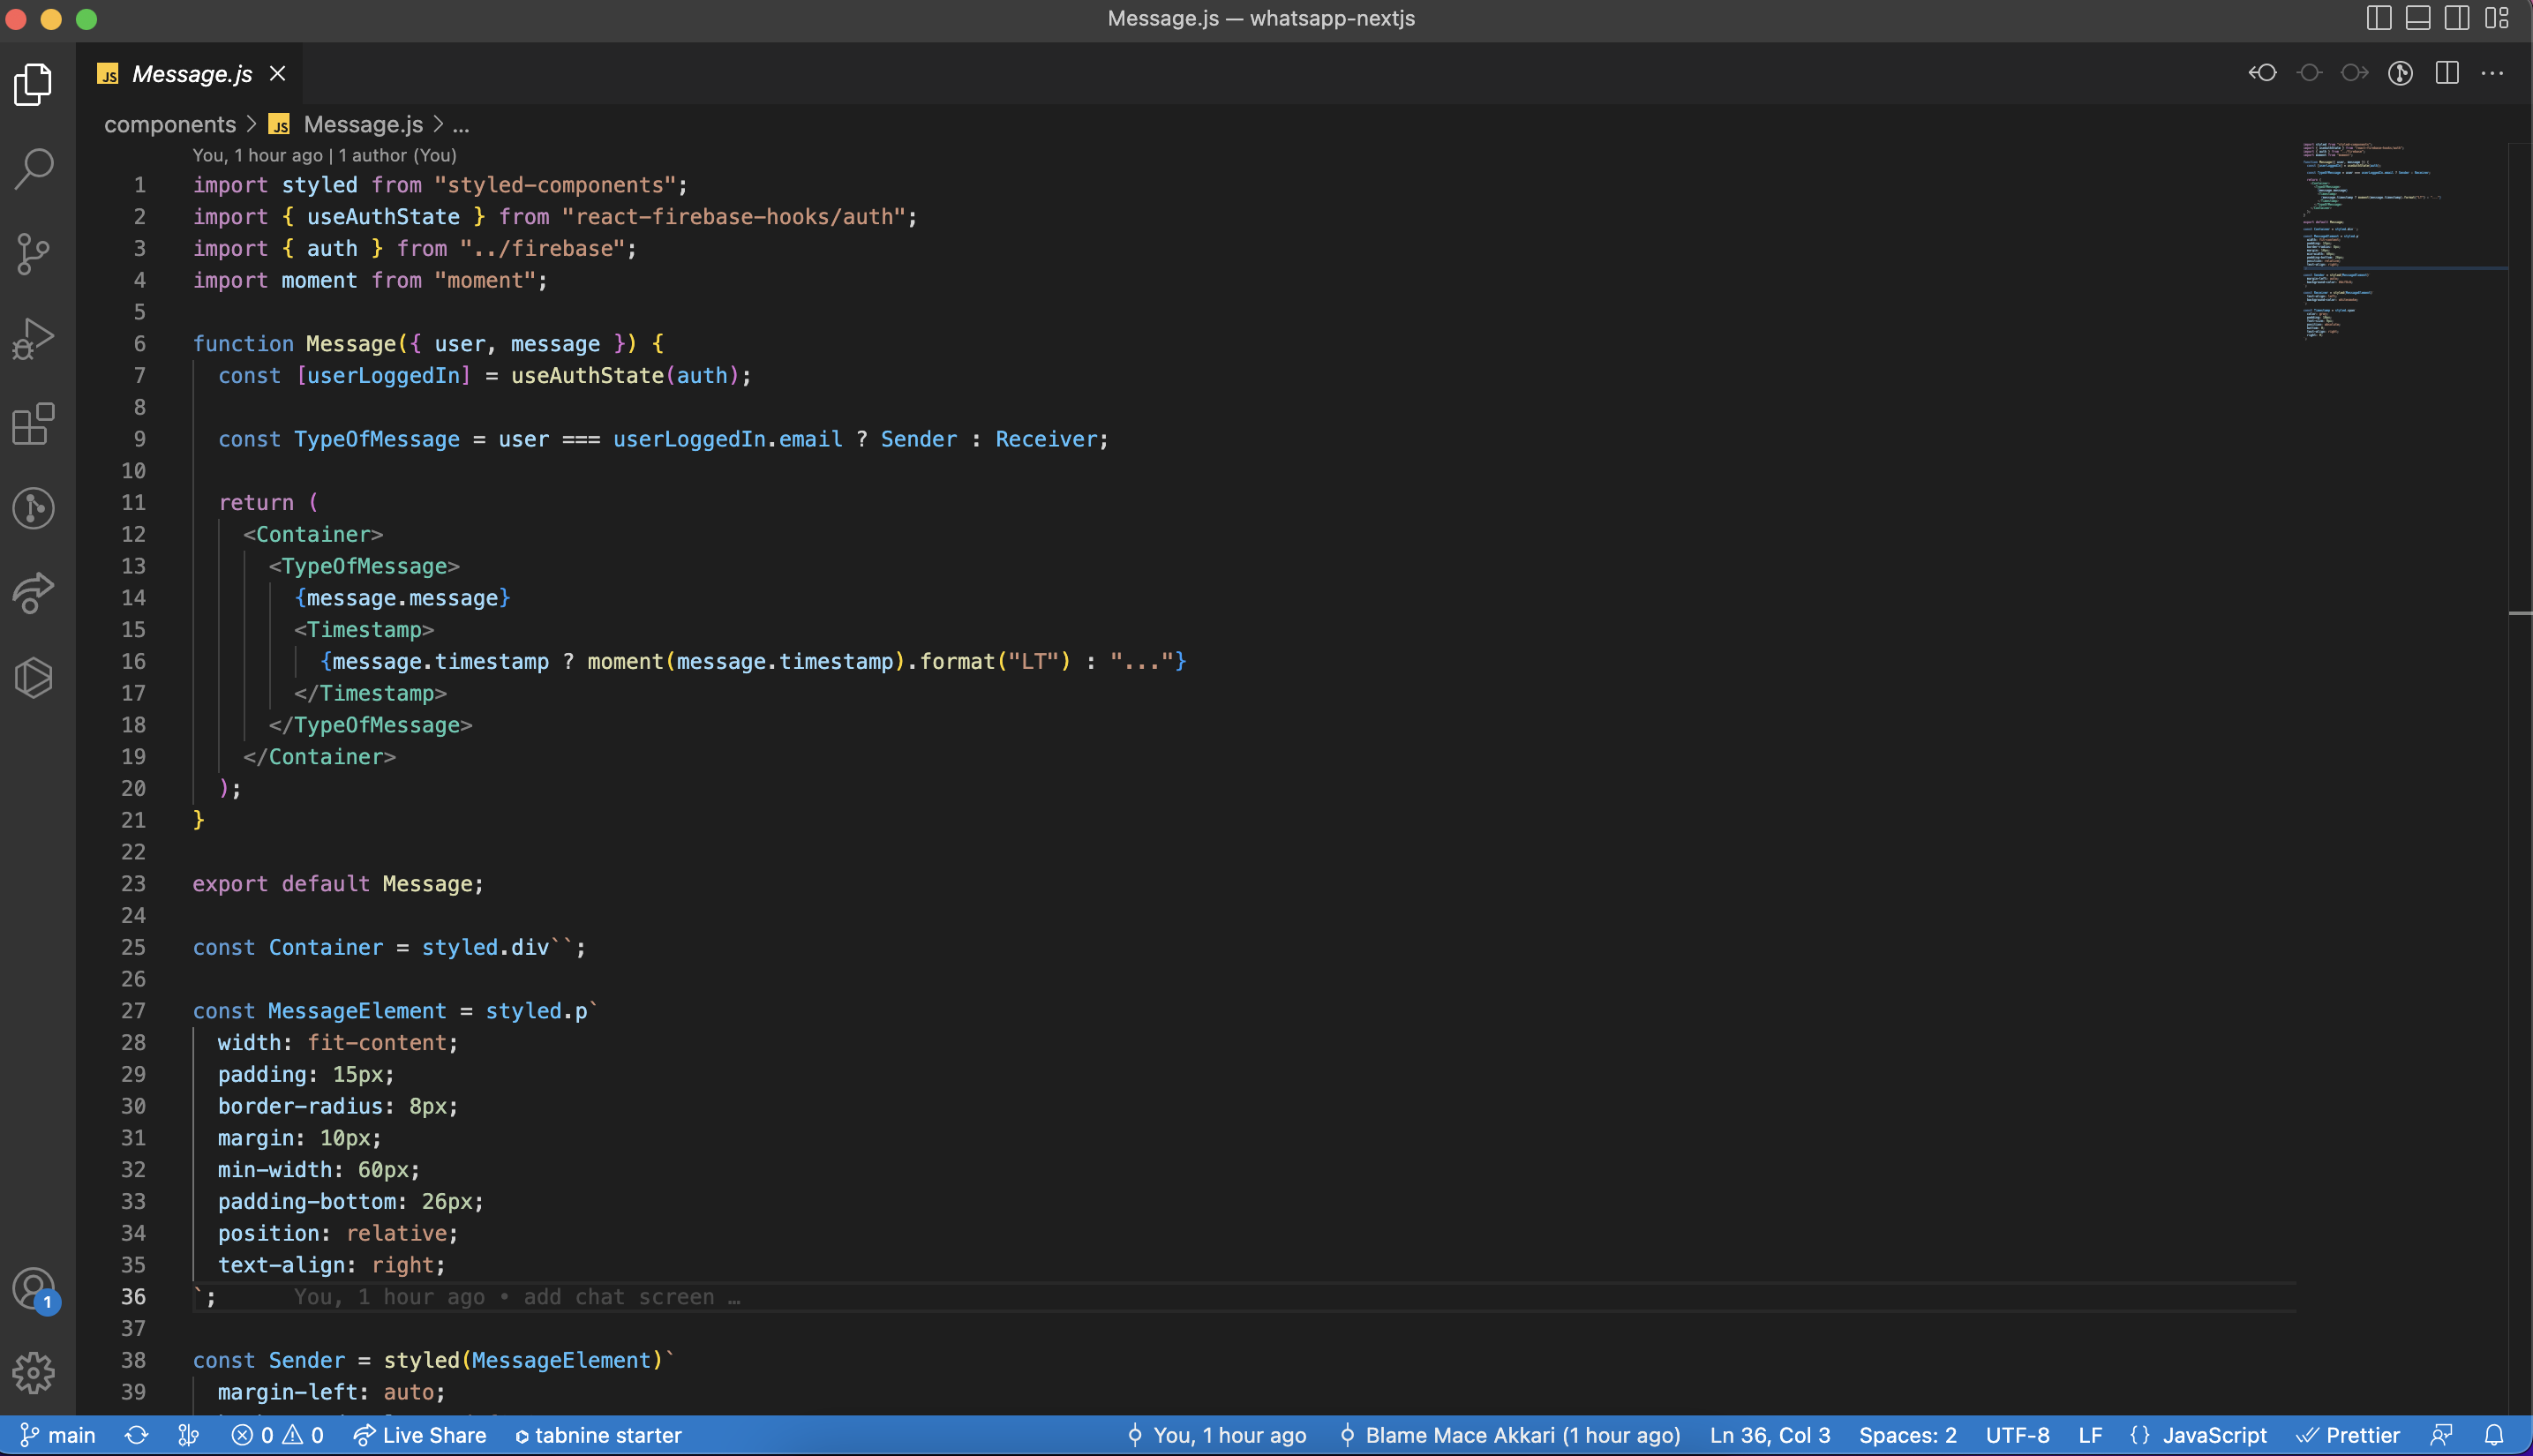 Message.js — whatsapp-nextjs
JS Message.js
components > JS Message.js > ...
You, 1 hour ago | 1 author (You)
1 import styled from "styled-components";
2 import { useAuthState } from "react-firebase-hooks/auth";
3 import { auth } from "../firebase";
4 import moment from "moment";
5
6 function Message({ user, message }) {
7 const [userLoggedIn] = useAuthState(auth);
8
9 const TypeOfMessage = user === userLoggedIn.email ? Sender : Receiver;
10
11 return (
12 <Container>
13 <TypeOfMessage>
14 {message.message}
15 <Timestamp>
16 {message.timestamp ? moment(message.timestamp).format("LT") : "..."}
17 </Timestamp>
18 </TypeOfMessage>
19 </Container>
20 );
21 }
22
23 export default Message;
24
25 const Container = styled.div``;
26
27 const MessageElement = styled.p`
28 width: fit-content;
29 padding: 15px;
30 border-radius: 8px;
31 margin: 10px;
32 min-width: 60px;
33 padding-bottom: 26px;
34 position: relative;
35 text-align: right;
36 `; You, 1 hour ago • add chat screen …
37
38 const Sender = styled(MessageElement)`
39 margin-left: auto;
1
main 0 0 Live Share tabnine starter You, 1 hour ago Blame Mace Akkari (1 hour ago) Ln 36, Col 3 Spaces: 2 UTF-8 LF {} JavaScript Prettier